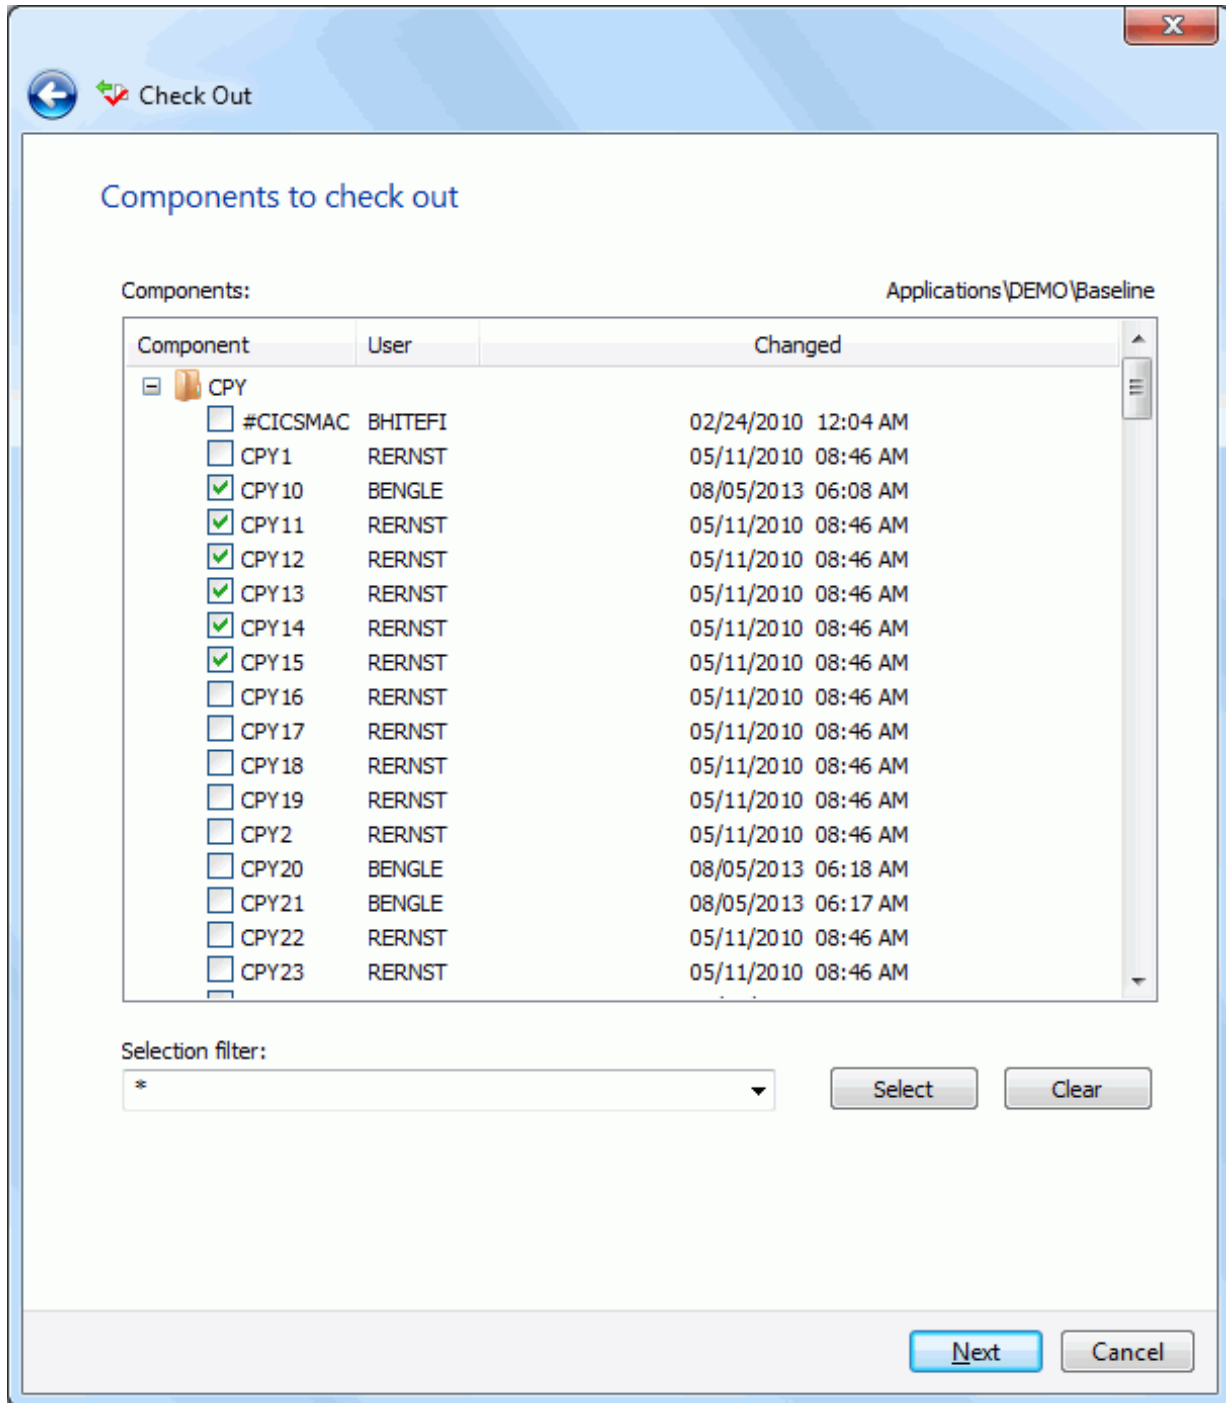 Check Out
Components to check out
Components: Applications\DEMO\Baseline
Component User Changed
CPY
#CICSMAC BHITEFI 02/24/2010 12:04 AM
CPY1 RERNST 05/11/2010 08:46 AM
CPY10 BENGLE 08/05/2013 06:08 AM
CPY11 RERNST 05/11/2010 08:46 AM
CPY12 RERNST 05/11/2010 08:46 AM
CPY13 RERNST 05/11/2010 08:46 AM
CPY14 RERNST 05/11/2010 08:46 AM
CPY15 RERNST 05/11/2010 08:46 AM
CPY16 RERNST 05/11/2010 08:46 AM
CPY17 RERNST 05/11/2010 08:46 AM
CPY18 RERNST 05/11/2010 08:46 AM
CPY19 RERNST 05/11/2010 08:46 AM
CPY2 RERNST 05/11/2010 08:46 AM
CPY20 BENGLE 08/05/2013 06:18 AM
CPY21 BENGLE 08/05/2013 06:17 AM
CPY22 RERNST 05/11/2010 08:46 AM
CPY23 RERNST 05/11/2010 08:46 AM
Selection filter:
* Select Clear
Next Cancel